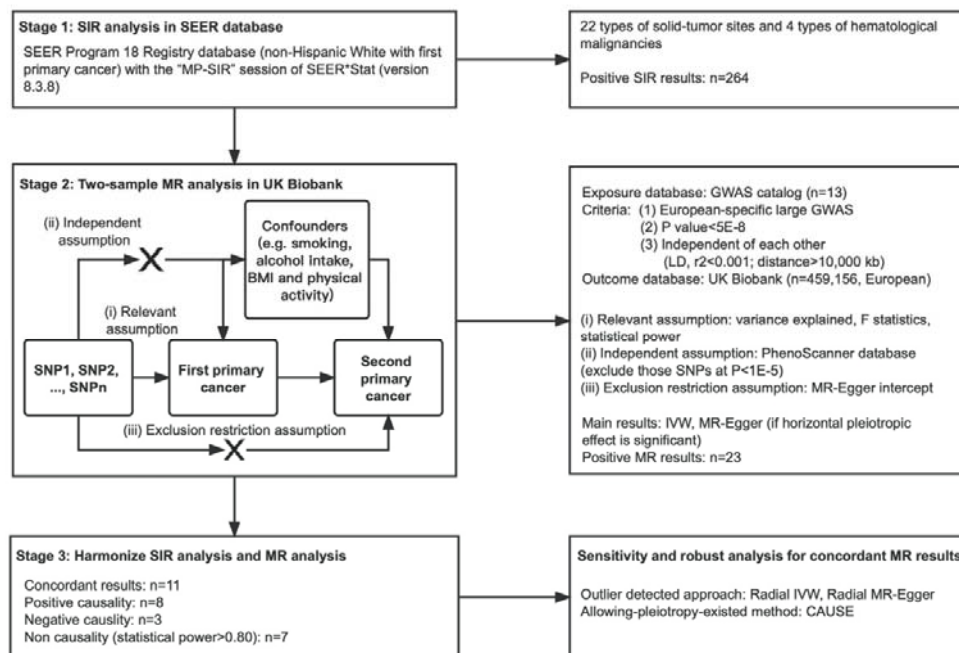 Stage 1: SIR analysis in SEER database
SEER Program 18 Registry database (non-Hispanic White with first
primary cancer) with the "MP-SIR" session of SEER*Stat (version
8.3.8)
22 types of solid-tumor sites and 4 types of hematological
malignancies
Positive SIR results: n=264
Stage 2: Two-sample MR analysis in UK Biobank
(ii) Independent
assumption
X
Confounders
(e.g. smoking,
alcohol Intake,
BMI and physical
activity)
(i) Relevant
assumption
SNP1, SNP2,
..., SNPn
First primary
cancer
Second
primary
cancer
(iii) Exclusion restriction assumption
X
Exposure database: GWAS catalog (n=13)
Criteria: (1) European-specific large GWAS
(2) P value<5E-8
(3) Independent of each other
(LD, r2<0.001; distance>10,000 kb)
Outcome database: UK Biobank (n=459,156, European)
(i) Relevant assumption: variance explained, F statistics,
statistical power
(ii) Independent assumption: PhenoScanner database
(exclude those SNPs at P<1E-5)
(iii) Exclusion restriction assumption: MR-Egger intercept
Main results: IVW, MR-Egger (if horizontal pleiotropic
effect is significant)
Positive MR results: n=23
Stage 3: Harmonize SIR analysis and MR analysis
Concordant results: n=11
Positive causality: n=8
Negative causlity: n=3
Non causality (statistical power>0.80): n=7
Sensitivity and robust analysis for concordant MR results
Outlier detected approach: Radial IVW, Radial MR-Egger
Allowing-pleiotropy-existed method: CAUSE